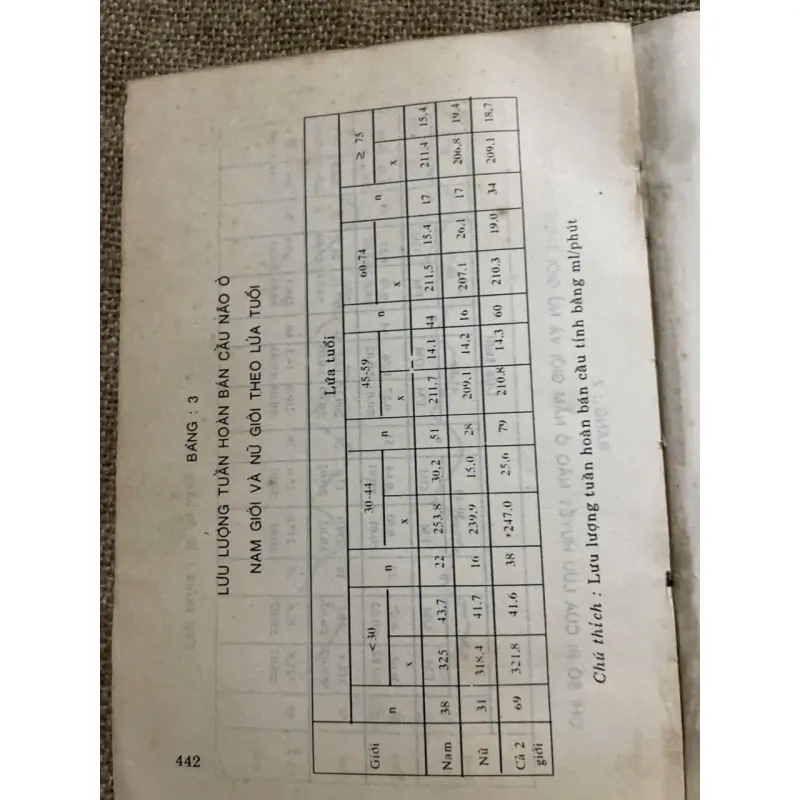 442
BẢNG : 3
LƯU LƯỢNG TUẦN HOÀN BÁN CẦU NÃO Ở
NAM GIỚI VÀ NỮ GIỚI THEO LỨA TUỔI
Lứa tuổi
Giới <30 30-44 45-59 60-74 ≥ 75
n x n x n x n x n x
Nam 38 325 43,7 22 253,8 30,2 51 211,7 14,1 44 211,5 15,4 17 211,4 15,4
Nữ 31 318,4 41,7 16 239,9 15,0 28 209,1 14,2 16 207,1 26,1 17 206,8 19,4
Cả 2 69 321,8 41,6 38 *247,0 25,6 79 210,8 14,3 60 210,3 19,0 34 209,1 18,7
giới
Chú thích : Lưu lượng tuần hoàn bán cầu tính bằng ml/phút